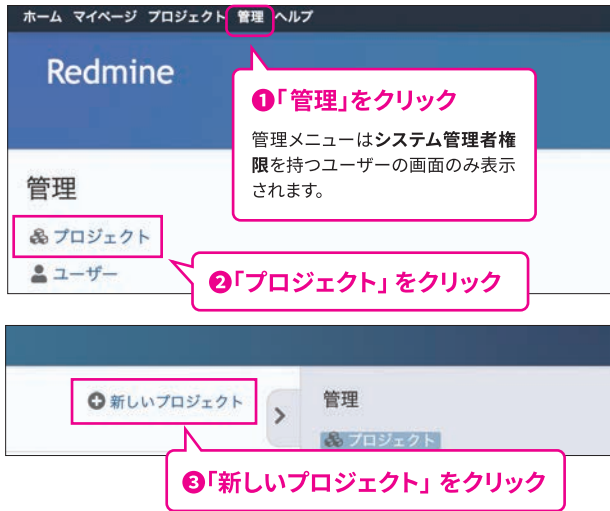 ホーム マイページ プロジェクト 管理 ヘルプ
Redmine
❶「管理」をクリック
管理メニューはシステム管理者権
限を持つユーザーの画面のみ表示
されます。
管理
プロジェクト
ユーザー
❷「プロジェクト」をクリック
新しいプロジェクト
管理
プロジェクト
❸「新しいプロジェクト」をクリック